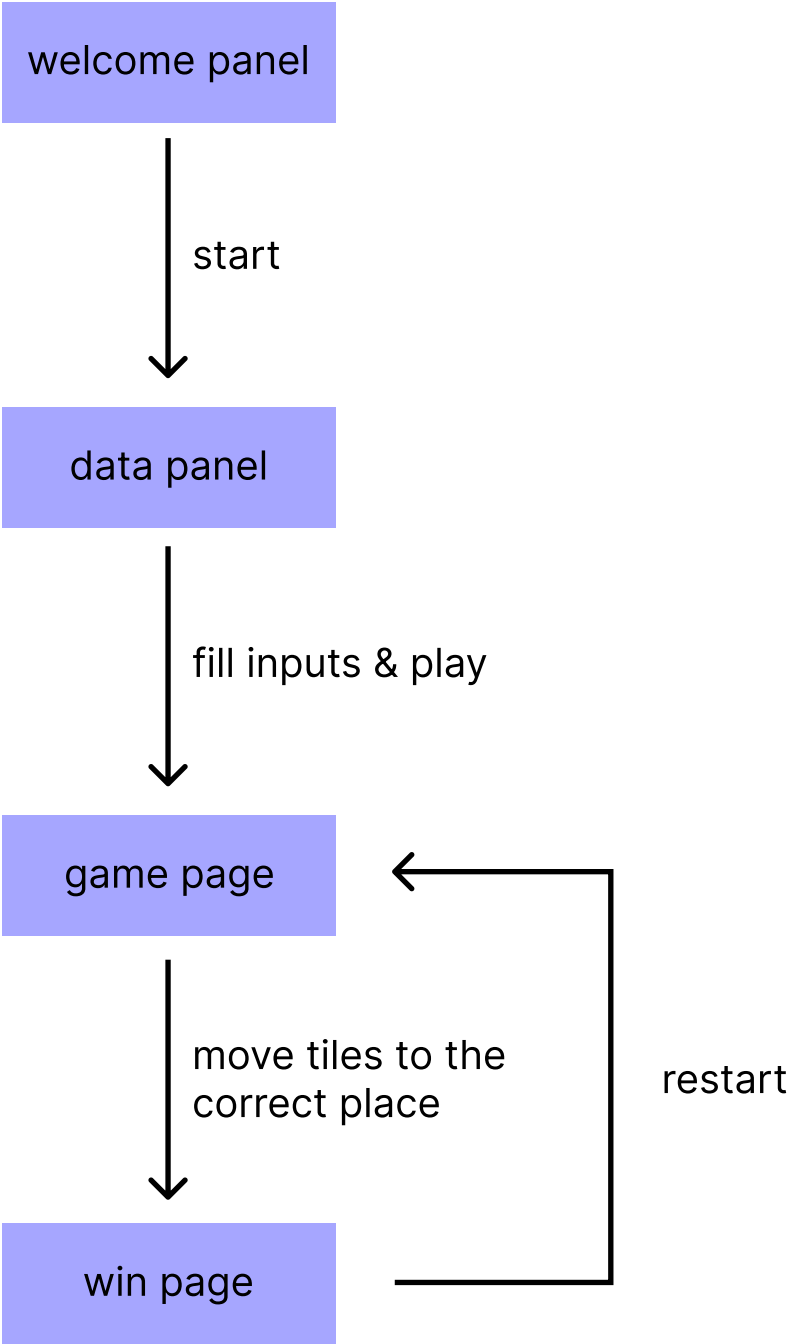 welcome panel
start
data panel
fill inputs & play
game page
move tiles to the
correct place
restart
win page